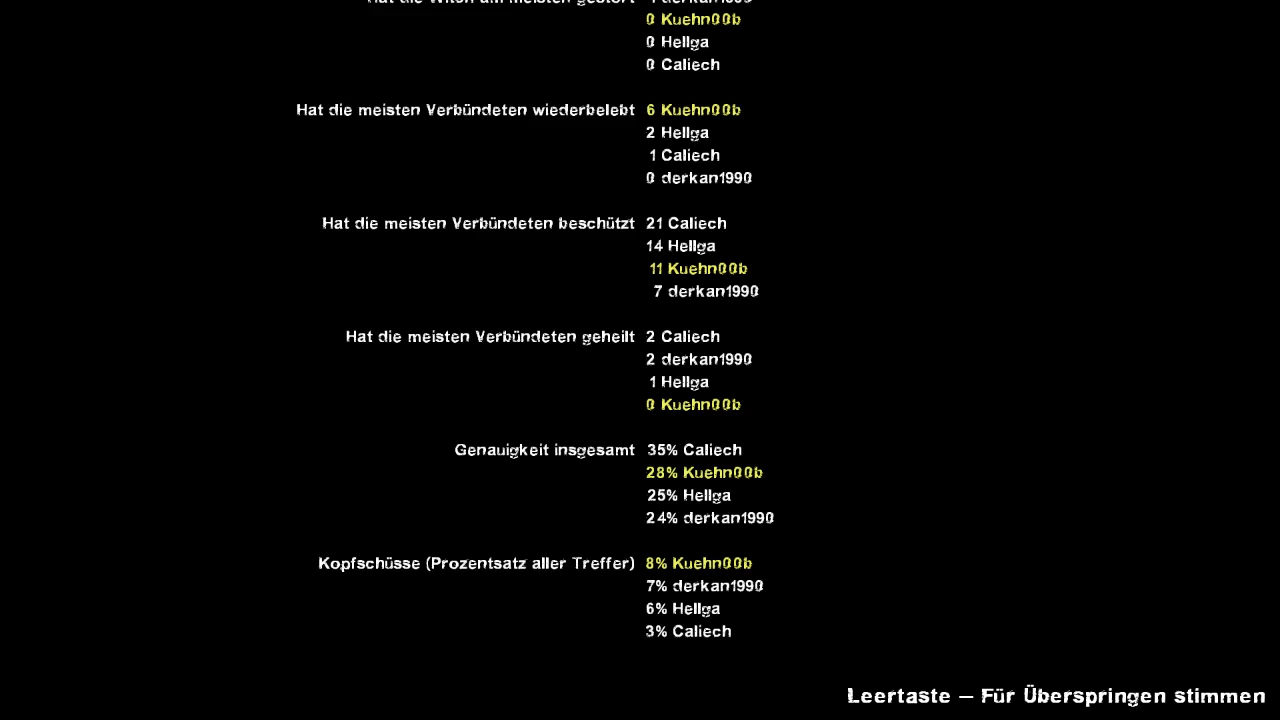 0 Kuehn00b
0 Hellga
0 Caliech
Hat die meisten Verbündeten wiederbelebt 6 Kuehn00b
2 Hellga
1 Caliech
0 derkan1990
Hat die meisten Verbündeten beschützt 21 Caliech
14 Hellga
11 Kuehn00b
7 derkan1990
Hat die meisten Verbündeten geheilt 2 Caliech
2 derkan1990
1 Hellga
0 Kuehn00b
Genauigkeit insgesamt 35% Caliech
28% Kuehn00b
25% Hellga
24% derkan1990
Kopfschüsse (Prozentsatz aller Treffer) 8% Kuehn00b
7% derkan1990
6% Hellga
3% Caliech
Leertaste – Für Überspringen stimmen